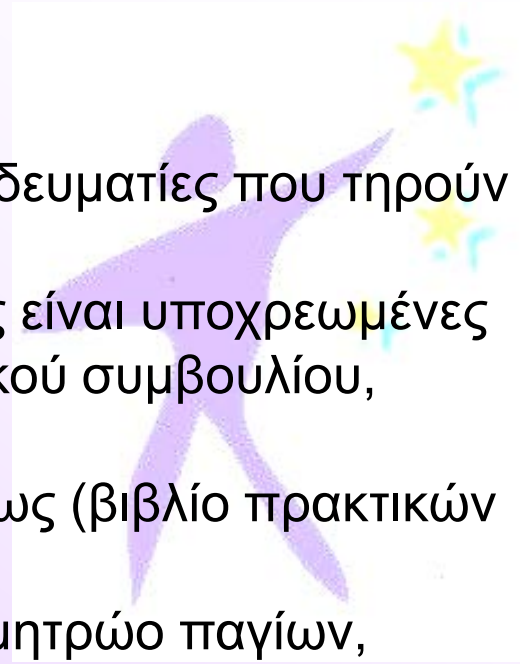 δευματίες που τηρούν
ς είναι υποχρεωμένες
κού συμβουλίου,
ως (βιβλίο πρακτικών
μητρώο παγίων,